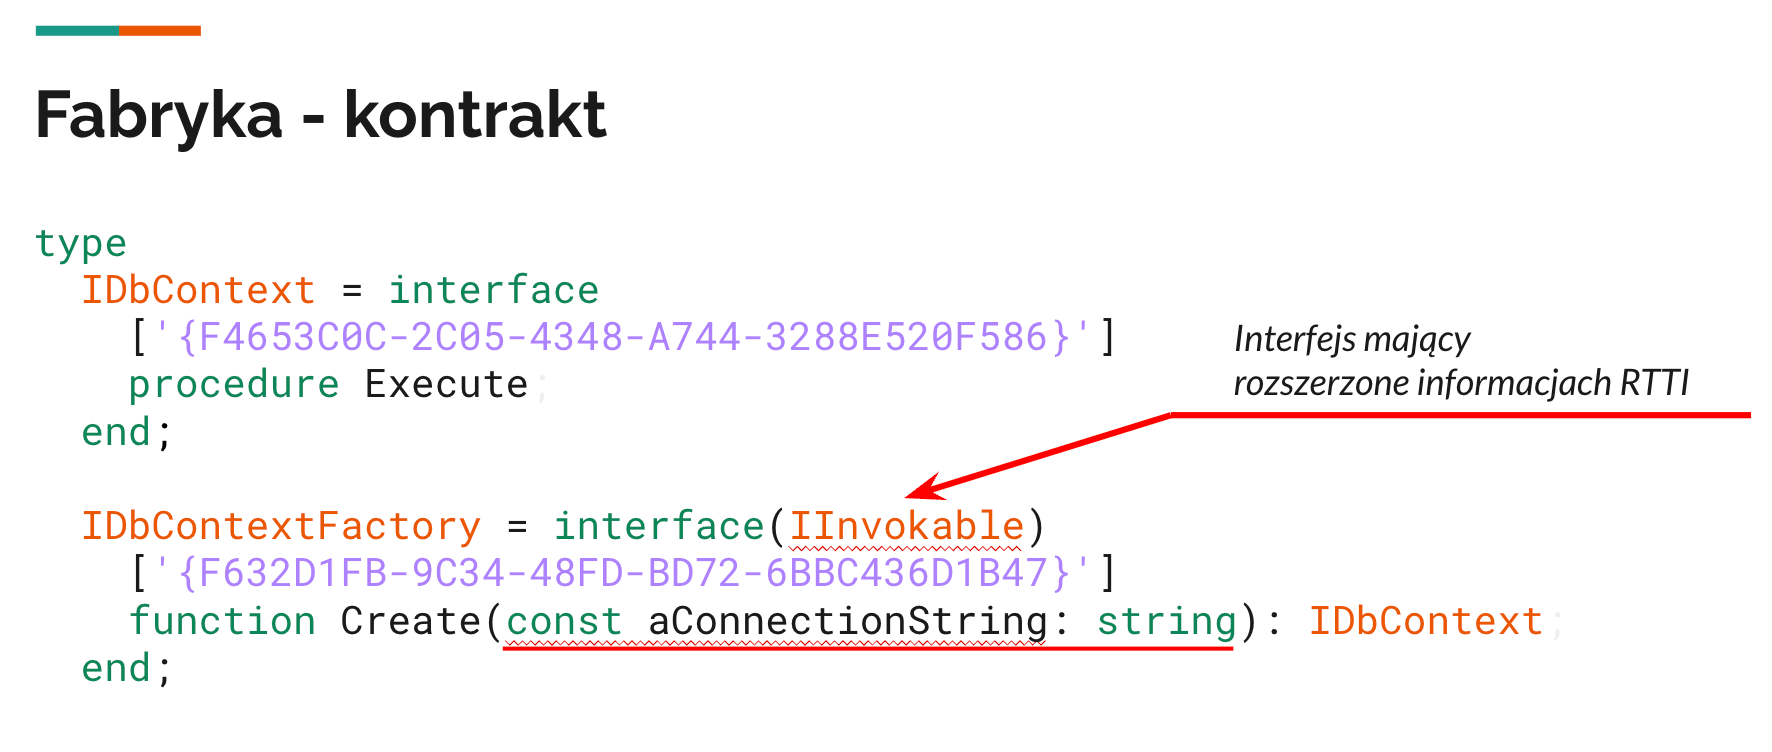 Fabryka - kontrakt
type
IDbContext = interface
['{F4653C0C-2C05-4348-A744-3288E520F586}']
procedure Execute;
end;
Interfejs mający
rozszerzone informacjach RTTI
IDbContextFactory = interface(IInvokable)
['{F632D1FB-9C34-48FD-BD72-6BBC436D1B47}']
function Create(const aConnectionString: string): IDbContext;
end;